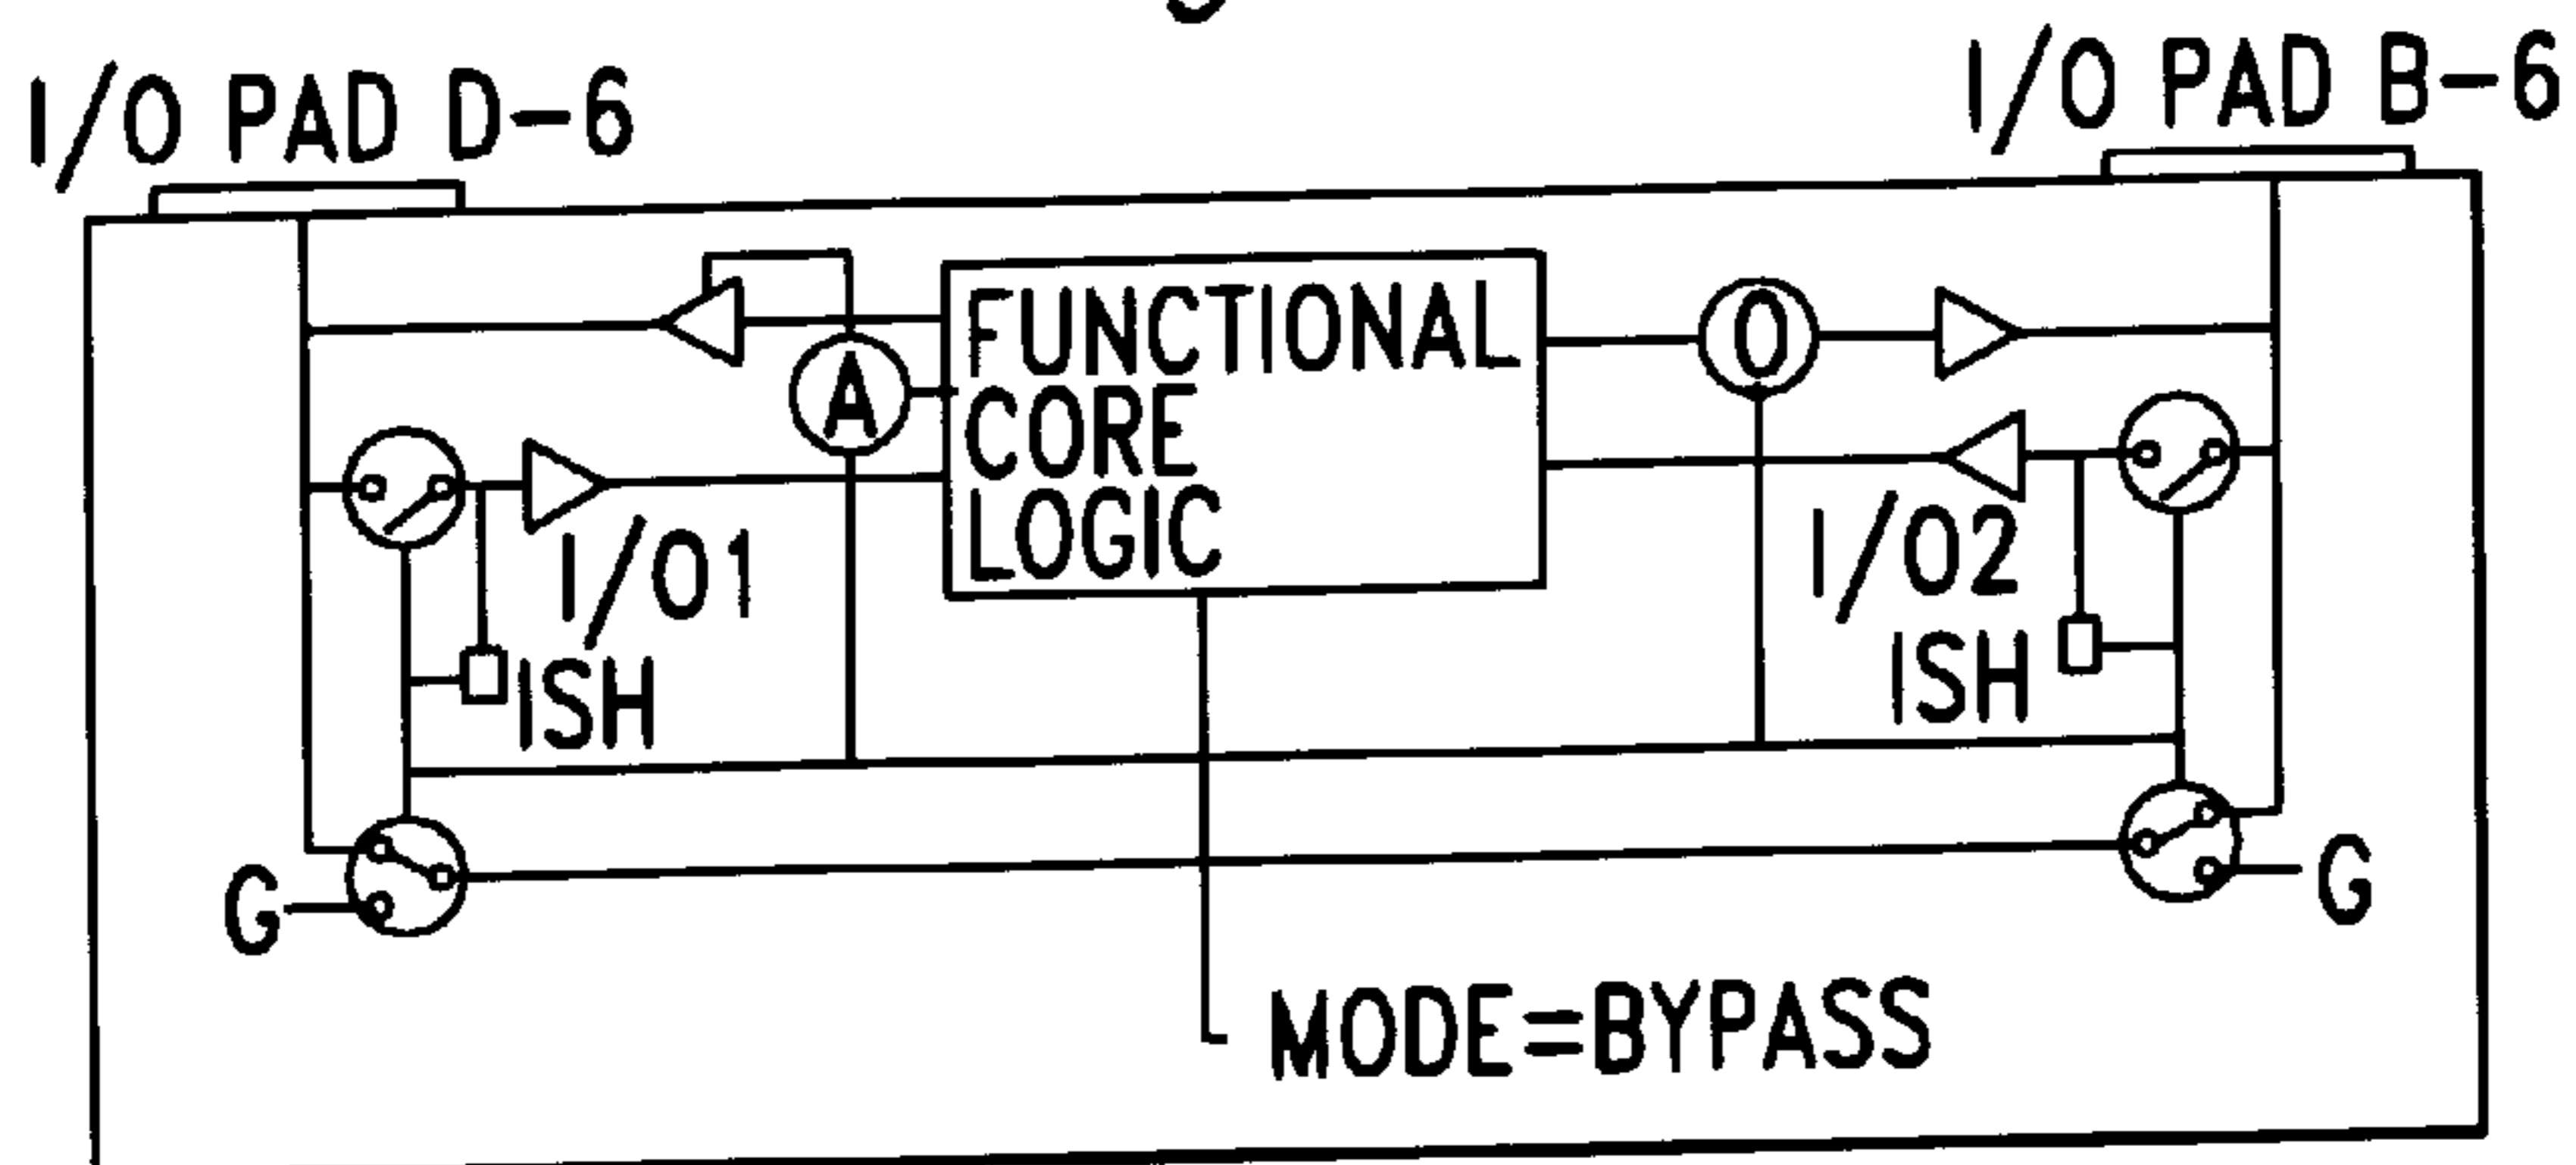 I/O PAD D-6
I/O PAD B-6
FUNCTIONAL
CORE
LOGIC
A
O
I/O1
I/O2
ISH
ISH
G
G
MODE=BYPASS